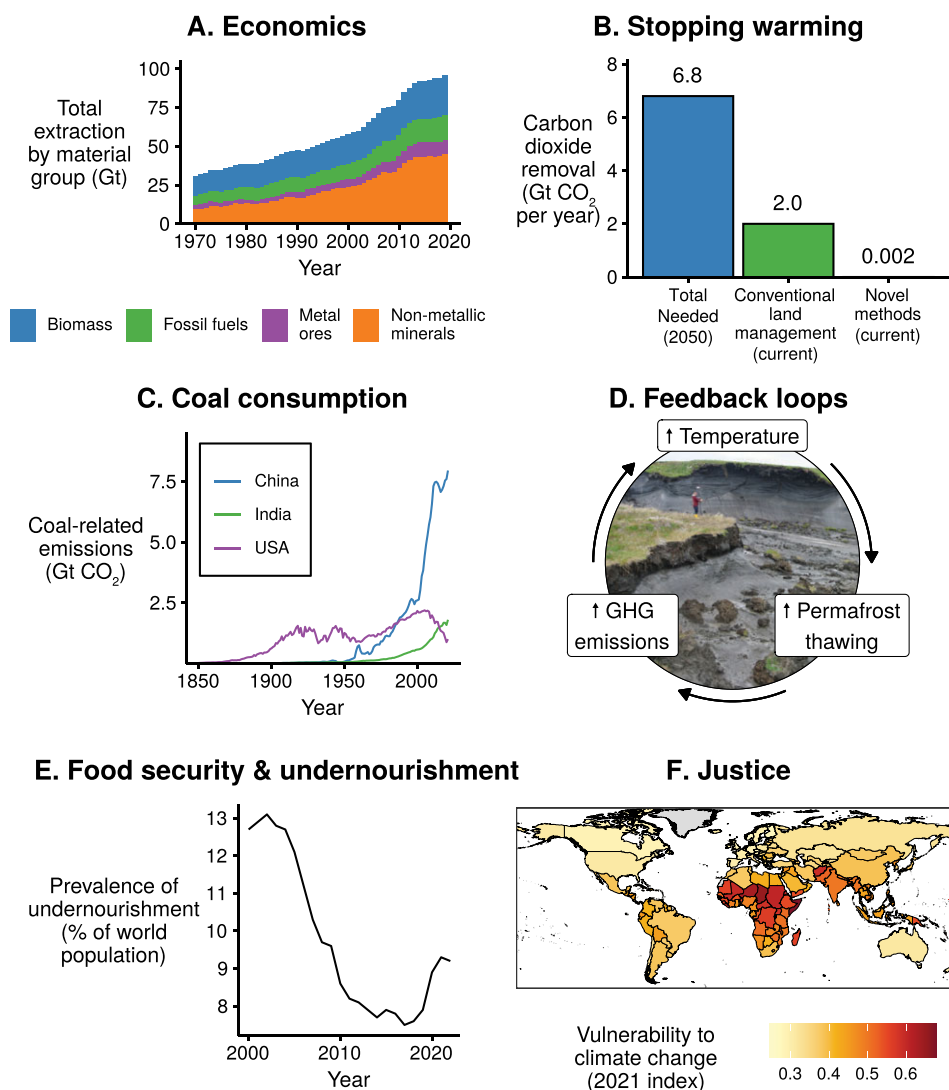 A. Economics
Total
extraction
by material
group (Gt)
100
75
50
25
0
1970 1980 1990 2000 2010 2020
Year
Biomass
Fossil fuels
Metal
ores
Non-metallic
minerals
B. Stopping warming
Carbon
dioxide
removal
(Gt CO₂
per year)
8
6
4
2
0
6.8
2.0
0.002
Total
Needed
(2050)
Conventional
land
management
(current)
Novel
methods
(current)
C. Coal consumption
Coal-related
emissions
(Gt CO₂)
7.5
5.0
2.5
China
India
USA
1850 1900 1950 2000
Year
D. Feedback loops
↑ Temperature
↑ Permafrost
thawing
↑ GHG
emissions
E. Food security & undernourishment
Prevalence of
undernourishment
(% of world
population)
13
12
11
10
9
8
2000 2010 2020
Year
F. Justice
Vulnerability to
climate change
(2021 index)
0.3 0.4 0.5 0.6